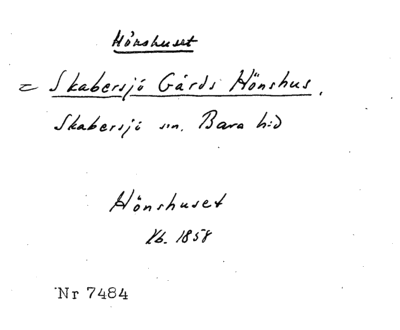 Hönshuset
= Skabersjö Gårds Hönshus.
Skabersjö sn. Bara hd
Hönshuset
Kb. 1858
Nr 7484